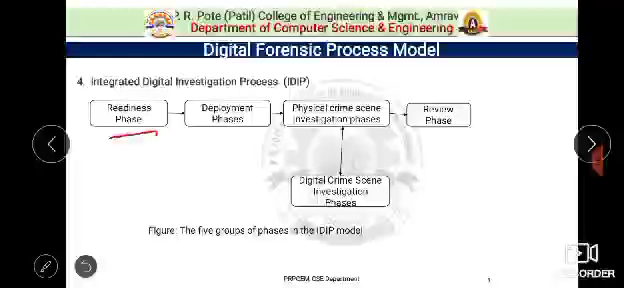 P. R. Pote (Patil) College of Engineering & Mgmt., Amrav
Department of Computer Science & Engineering
Digital Forensic Process Model
4. Integrated Digital Investigation Process (IDIP)
Readiness
Phase
Deployment
Phases
Physical crime scene
investigation phases
Review
Phase
Digital Crime Scene
Investigation
Phases
Figure: The five groups of phases in the IDIP model
PRPCEM, CSE Department
1
ORDER